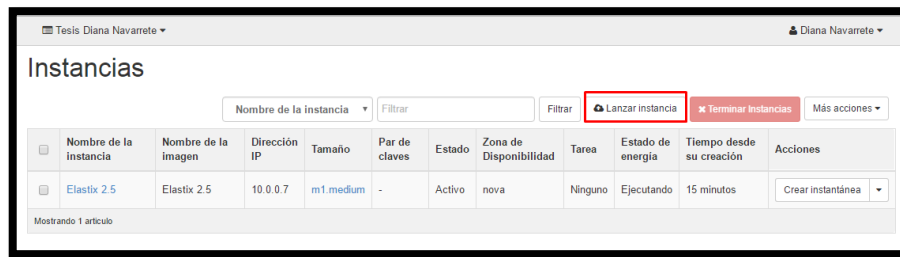 Tesis Diana Navarrete Diana Navarrete
Instancias
Nombre de la instancia Filtrar Filtrar Lanzar instancia Terminar Instancias Más acciones
Nombre de la instancia Nombre de la imagen Dirección IP Tamaño Par de claves Estado Zona de Disponibilidad Tarea Estado de energía Tiempo desde su creación Acciones
Elastix 2.5 Elastix 2.5 10.0.0.7 m1.medium - Activo nova Ninguno Ejecutando 15 minutos Crear instantánea
Mostrando 1 artículo